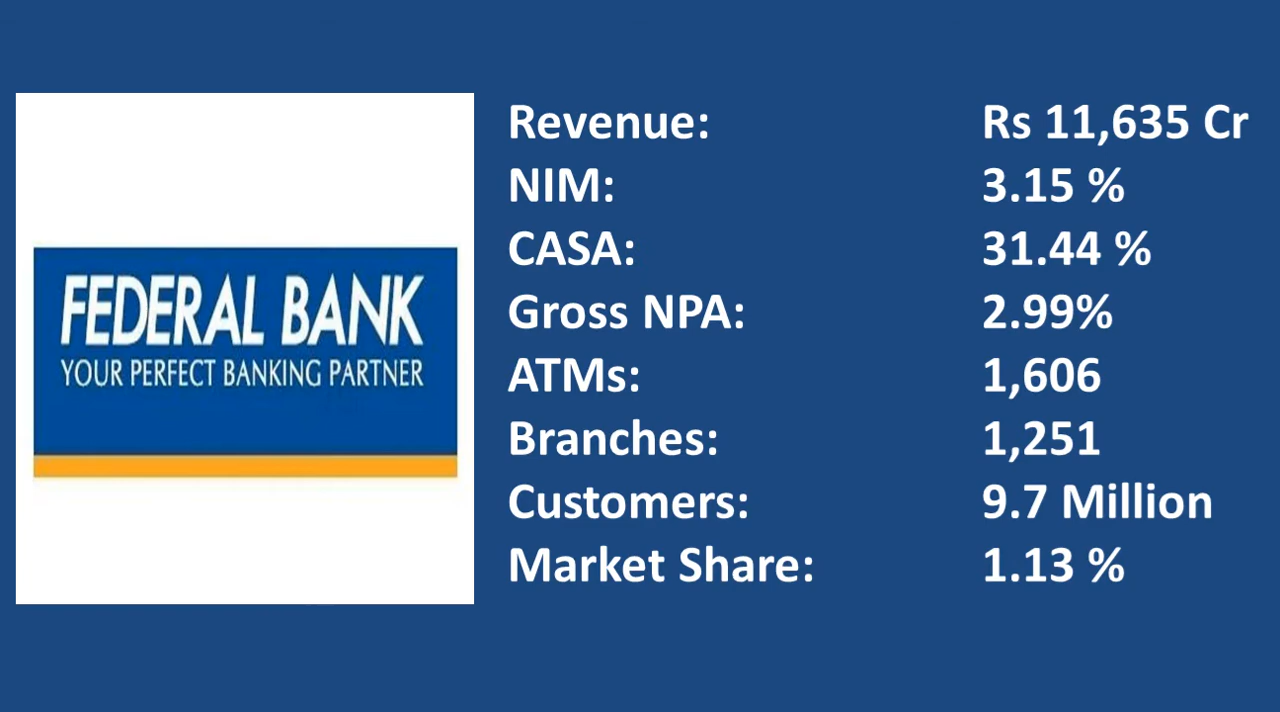 FEDERAL BANK
YOUR PERFECT BANKING PARTNER
Revenue: Rs 11,635 Cr
NIM: 3.15 %
CASA: 31.44 %
Gross NPA: 2.99%
ATMs: 1,606
Branches: 1,251
Customers: 9.7 Million
Market Share: 1.13 %